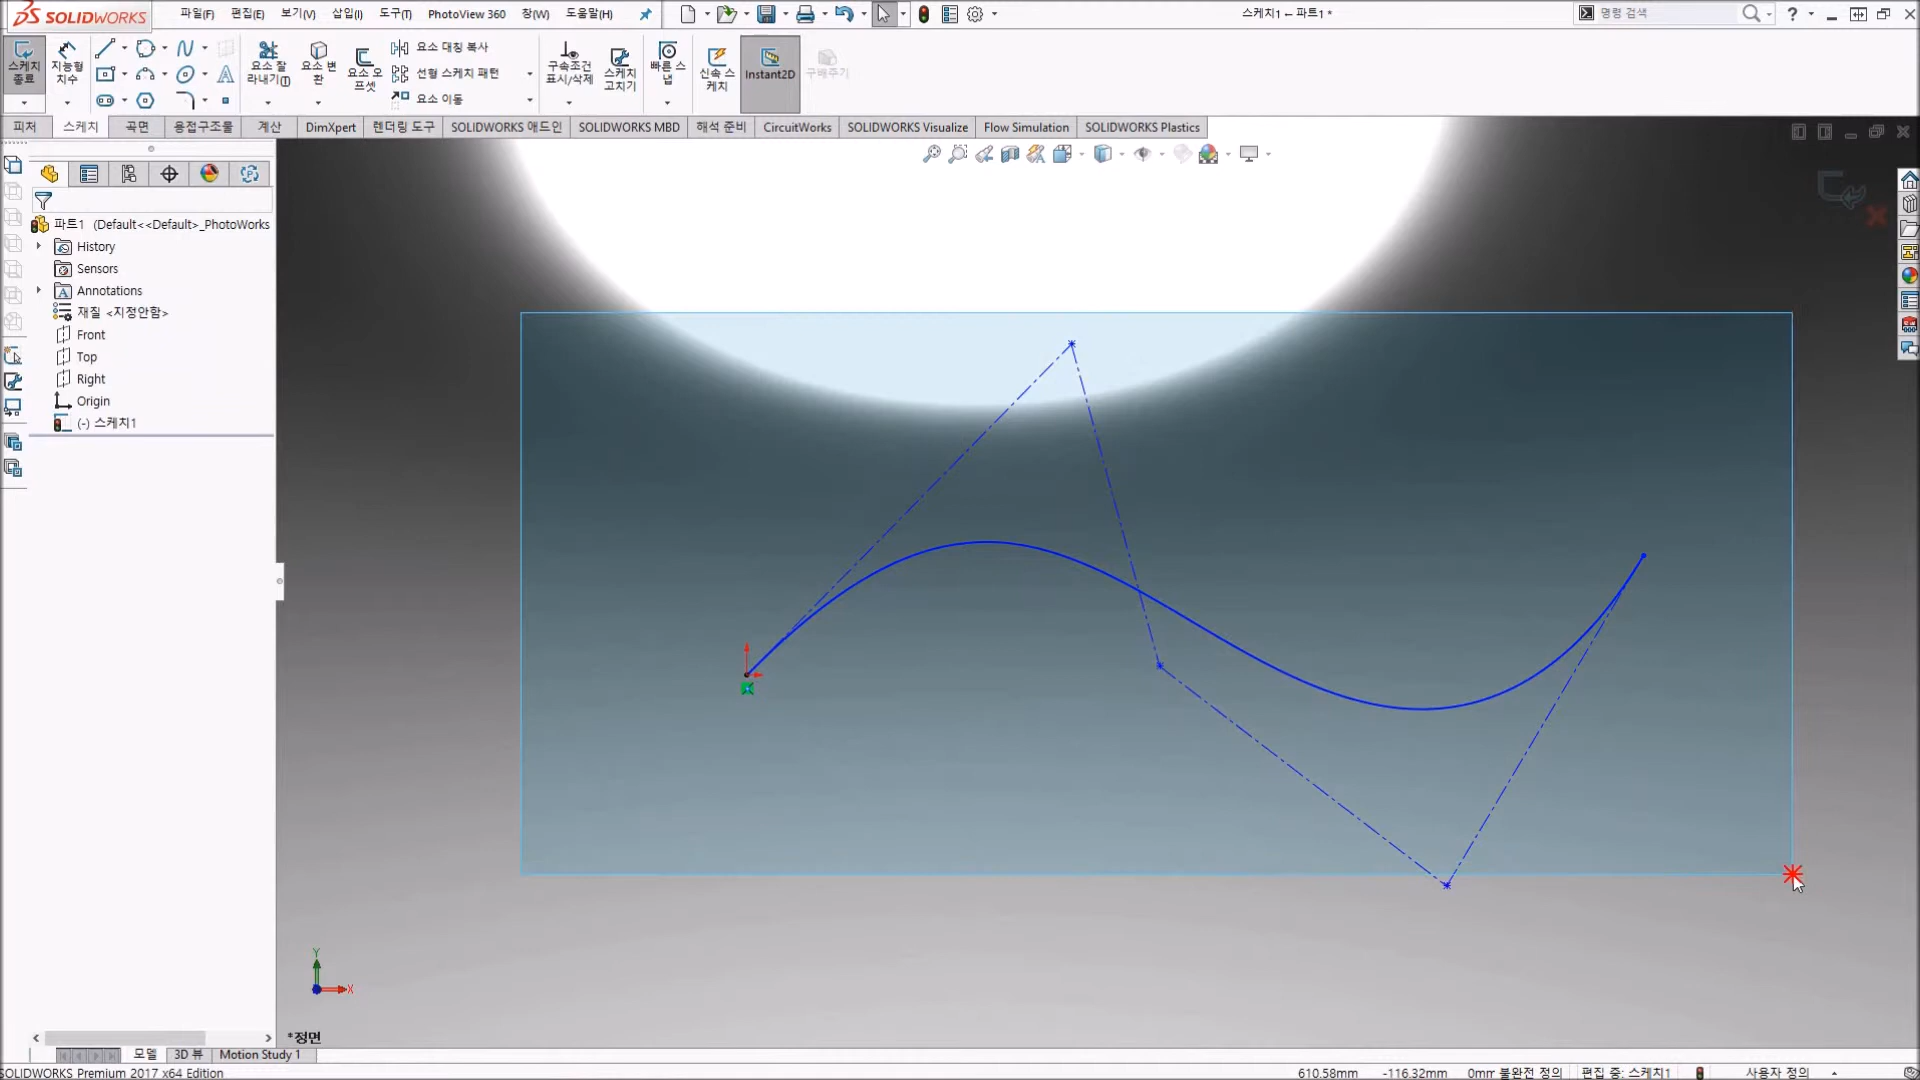 SOLIDWORKS
파일(F) 편집(E) 보기(V) 삽입(I) 도구(T) PhotoView 360 창(W) 도움말(H)
스케치1 ← 파트1 *
명령 검색
스케치 종료
지능형 치수
요소 잘라내기(T)
요소 변환
요소 오프셋
요소 대칭 복사
선형 스케치 패턴
요소 이동
구속조건 표시/삭제
스케치 고치기
빠른 스냅
신속 스케치
Instant2D
구배주기
피처 스케치 곡면 용접구조물 계산 DimXpert 렌더링 도구 SOLIDWORKS 애드인 SOLIDWORKS MBD 해석 준비 CircuitWorks SOLIDWORKS Visualize Flow Simulation SOLIDWORKS Plastics
파트1 (Default<<Default>_PhotoWorks
History
Sensors
Annotations
재질 <지정안함>
Front
Top
Right
Origin
(-) 스케치1
Y
X
*정면
모델 3D 뷰 Motion Study 1
SOLIDWORKS Premium 2017 x64 Edition
610.58mm -116.32mm 0mm 불완전 정의 편집 중: 스케치1 사용자 정의